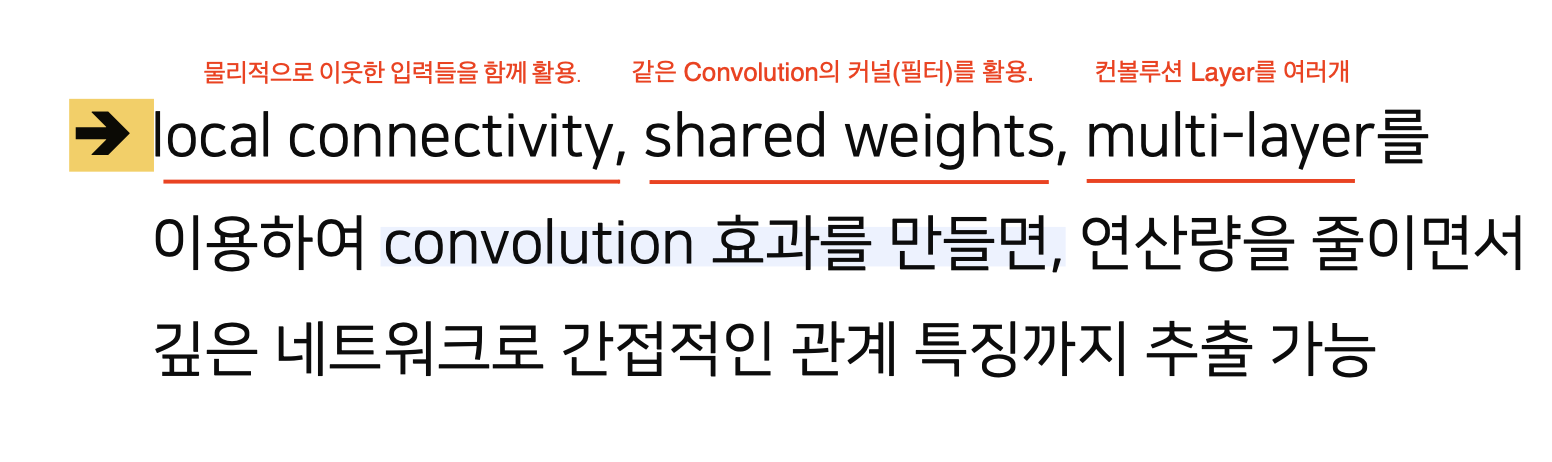 물리적으로 이웃한 입력들을 함께 활용. 같은 Convolution의 커널(필터)를 활용. 컨볼루션 Layer를 여러개
➔ local connectivity, shared weights, multi-layer를
이용하여 convolution 효과를 만들면, 연산량을 줄이면서
깊은 네트워크로 간접적인 관계 특징까지 추출 가능